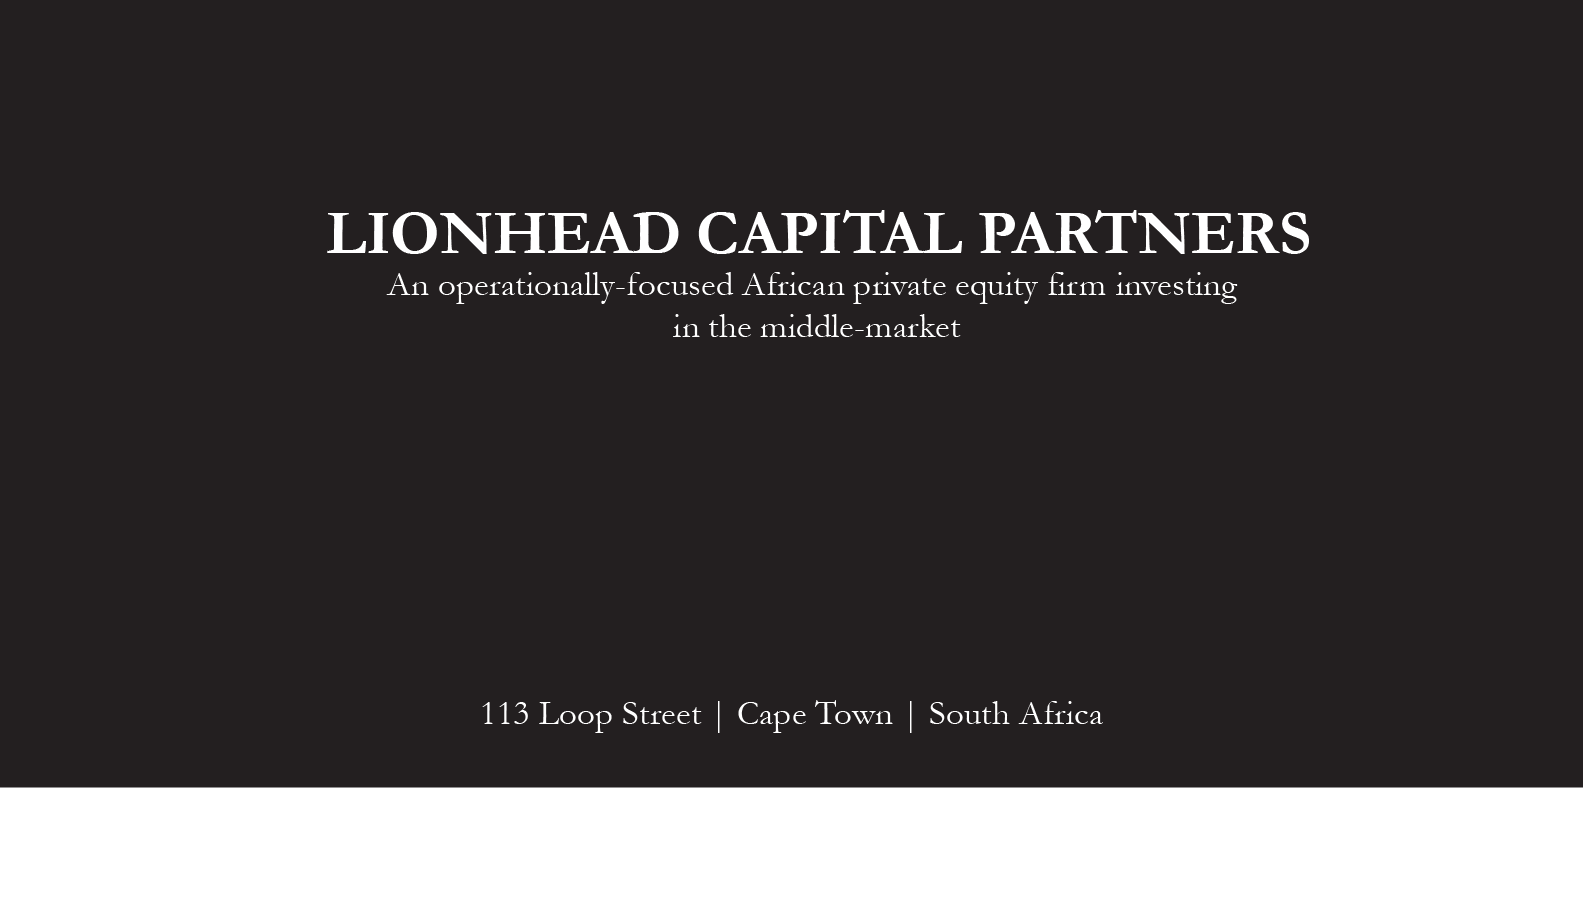 LIONHEAD CAPITAL PARTNERS
An operationally-focused African private equity firm investing
in the middle-market
113 Loop Street | Cape Town | South Africa